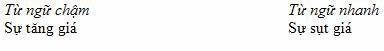 Từ ngữ chậm Từ ngữ nhanh
Sự tăng giá Sự sụt giá